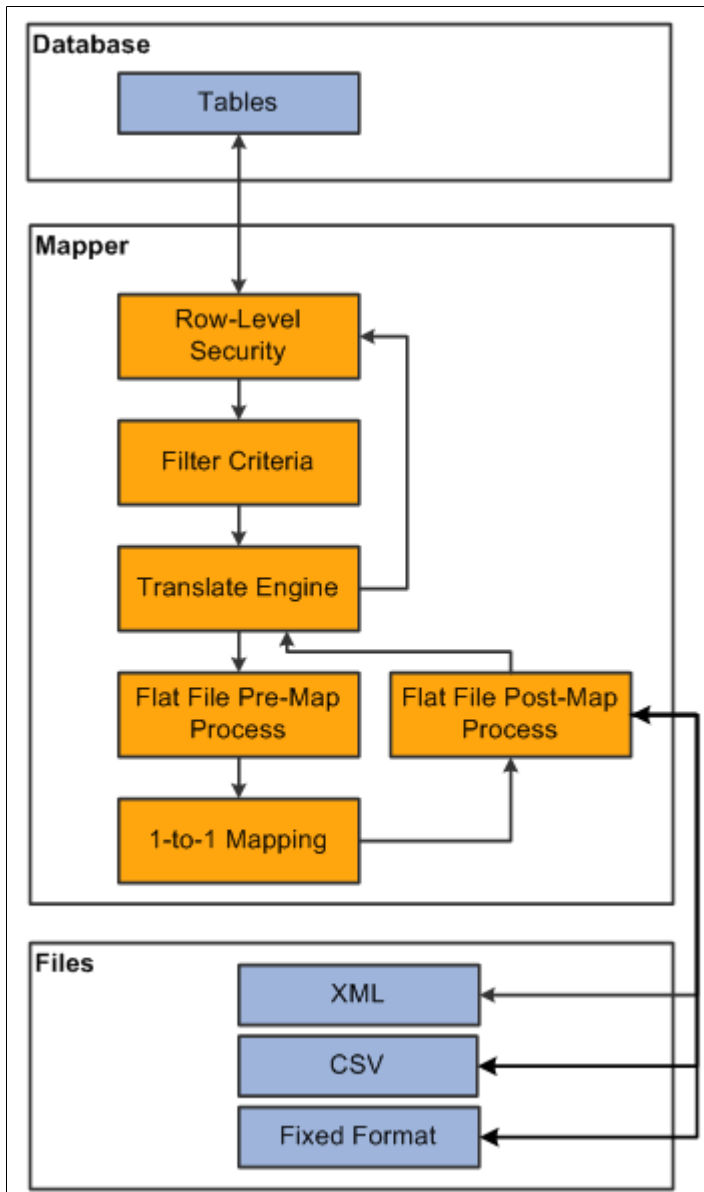 Database
Tables
Mapper
Row-Level
Security
Filter Criteria
Translate Engine
Flat File Pre-Map
Process
Flat File Post-Map
Process
1-to-1 Mapping
Files
XML
CSV
Fixed Format